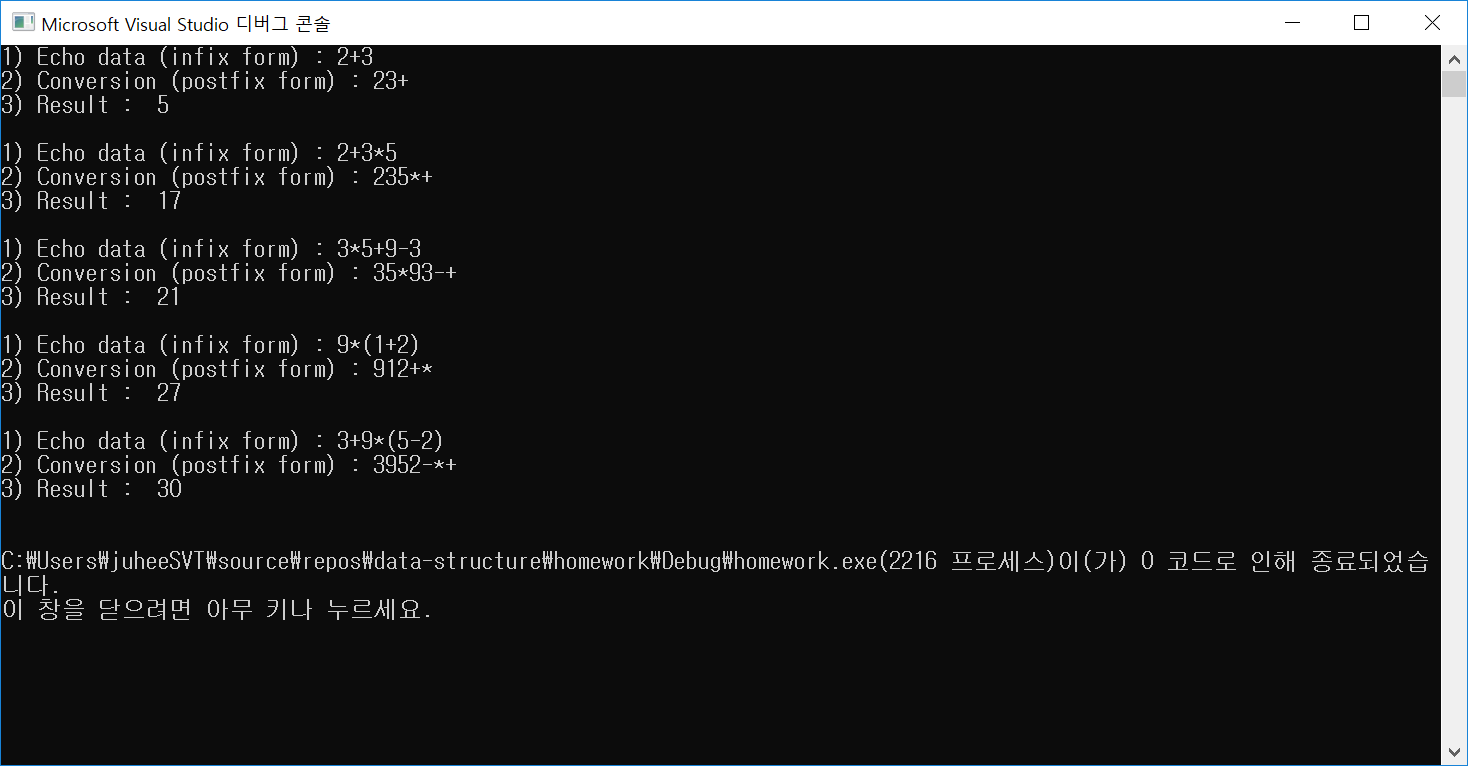 Microsoft Visual Studio 디버그 콘솔
1) Echo data (infix form) : 2+3
2) Conversion (postfix form) : 23+
3) Result :  5
1) Echo data (infix form) : 2+3*5
2) Conversion (postfix form) : 235*+
3) Result :  17
1) Echo data (infix form) : 3*5+9-3
2) Conversion (postfix form) : 35*93-+
3) Result :  21
1) Echo data (infix form) : 9*(1+2)
2) Conversion (postfix form) : 912+*
3) Result :  27
1) Echo data (infix form) : 3+9*(5-2)
2) Conversion (postfix form) : 3952-*+
3) Result :  30
C:₩Users₩juheeSVT₩source₩repos₩data-structure₩homework₩Debug₩homework.exe(2216 프로세스)이(가) 0 코드로 인해 종료되었습
니다.
이 창을 닫으려면 아무 키나 누르세요.